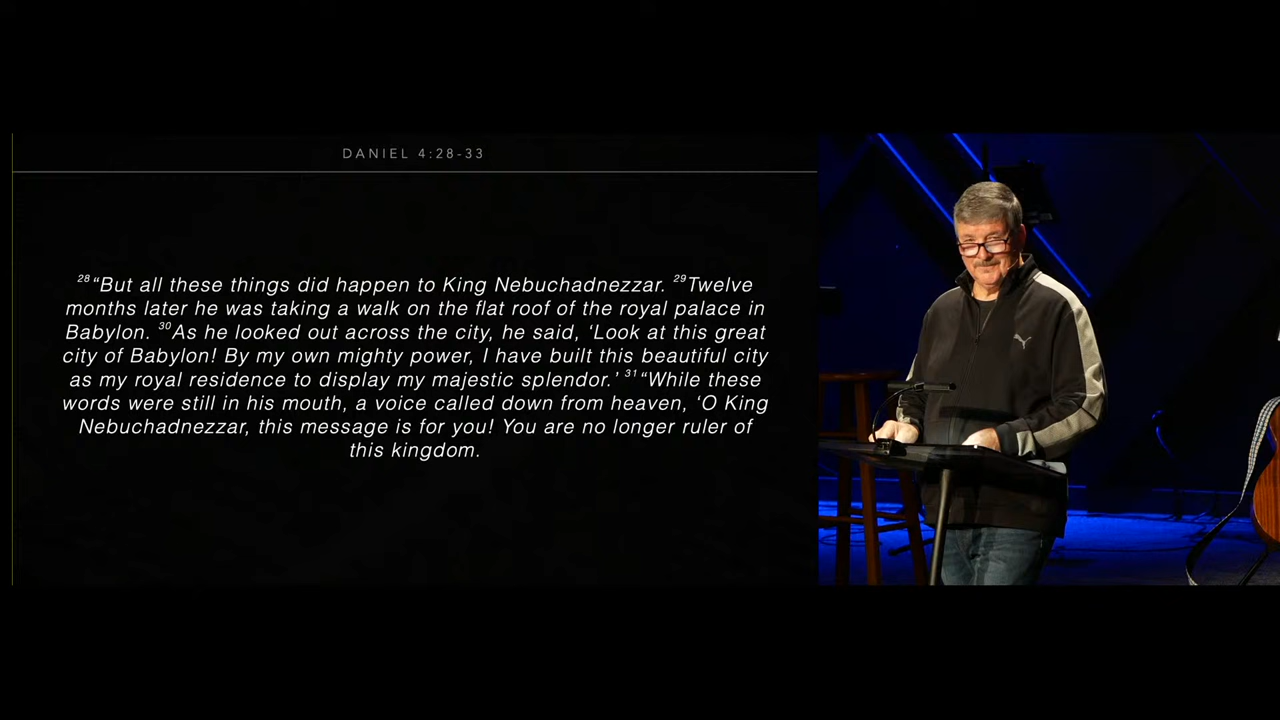 DANIEL 4:28-33
28“But all these things did happen to King Nebuchadnezzar. 29Twelve
months later he was taking a walk on the flat roof of the royal palace in
Babylon. 30As he looked out across the city, he said, ‘Look at this great
city of Babylon! By my own mighty power, I have built this beautiful city
as my royal residence to display my majestic splendor.’ 31“While these
words were still in his mouth, a voice called down from heaven, ‘O King
Nebuchadnezzar, this message is for you! You are no longer ruler of
this kingdom.